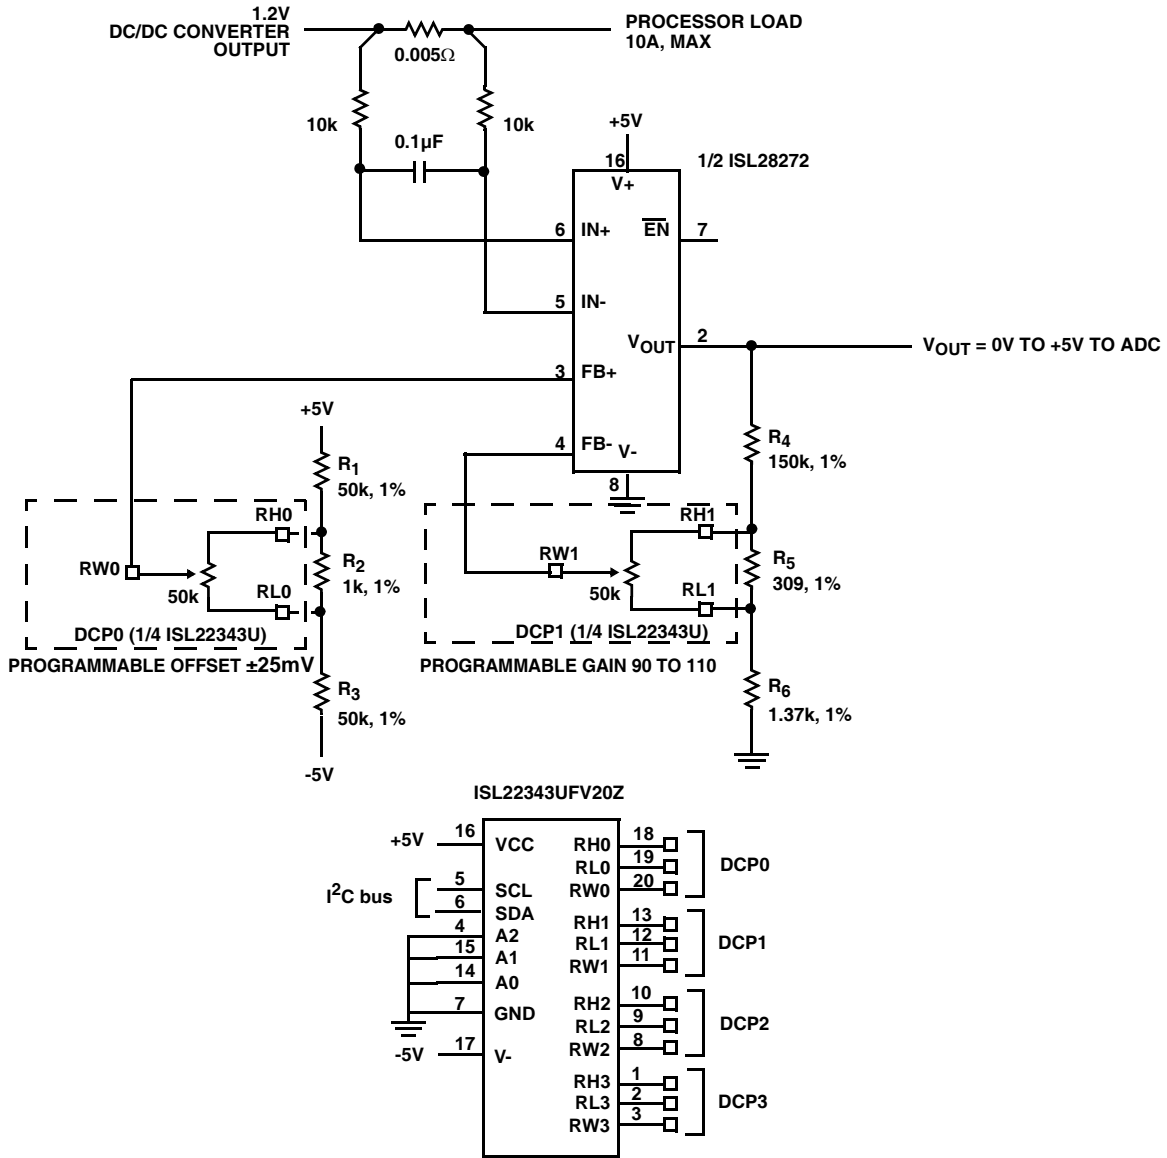 1.2V
DC/DC CONVERTER
OUTPUT
PROCESSOR LOAD
10A, MAX
0.005Ω
10k
10k
0.1µF
+5V
1/2 ISL28272
16
V+
6
IN+
EN
7
5
IN-
VOUT
2
VOUT = 0V TO +5V TO ADC
3
FB+
4
FB-
V-
8
+5V
R1
50k, 1%
RH0
RW0
50k
R2
1k, 1%
RL0
DCP0 (1/4 ISL22343U)
PROGRAMMABLE OFFSET ±25mV
R3
50k, 1%
-5V
R4
150k, 1%
RH1
RW1
50k
R5
309, 1%
RL1
DCP1 (1/4 ISL22343U)
PROGRAMMABLE GAIN 90 TO 110
R6
1.37k, 1%
ISL22343UFV20Z
+5V
16
VCC
I2C bus
5
SCL
6
SDA
4
A2
15
A1
14
A0
7
GND
-5V
17
V-
RH0
18
RL0
19
RW0
20
DCP0
RH1
13
RL1
12
RW1
11
DCP1
RH2
10
RL2
9
RW2
8
DCP2
RH3
1
RL3
2
RW3
3
DCP3